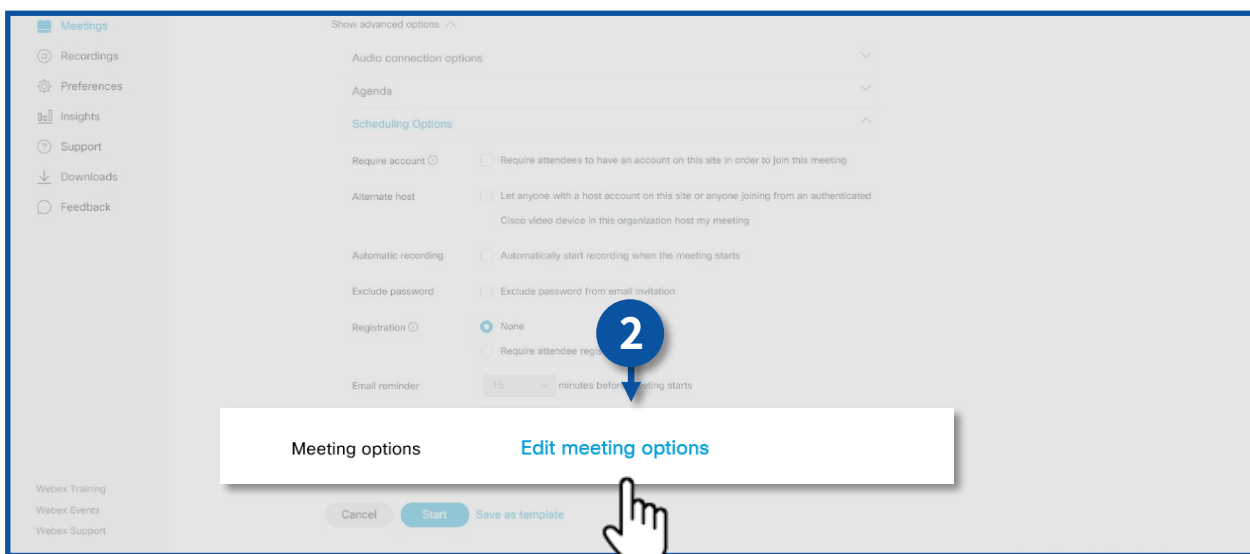 Meetings
Recordings
Preferences
Insights
Support
Downloads
Feedback
Show advanced options
Audio connection options
Agenda
Scheduling Options
Require account
Require attendees to have an account on this site in order to join this meeting
Alternate host
Let anyone with a host account on this site or anyone joining from an authenticated
Cisco video device in this organization host my meeting
Automatic recording
Automatically start recording when the meeting starts
Exclude password
Exclude password from email invitation
Registration
None
2
Require attendee
Email reminder
15
minutes before meeting starts
Meeting options
Edit meeting options
Webex Training
Webex Events
Webex Support
Cancel
Start
Save as template